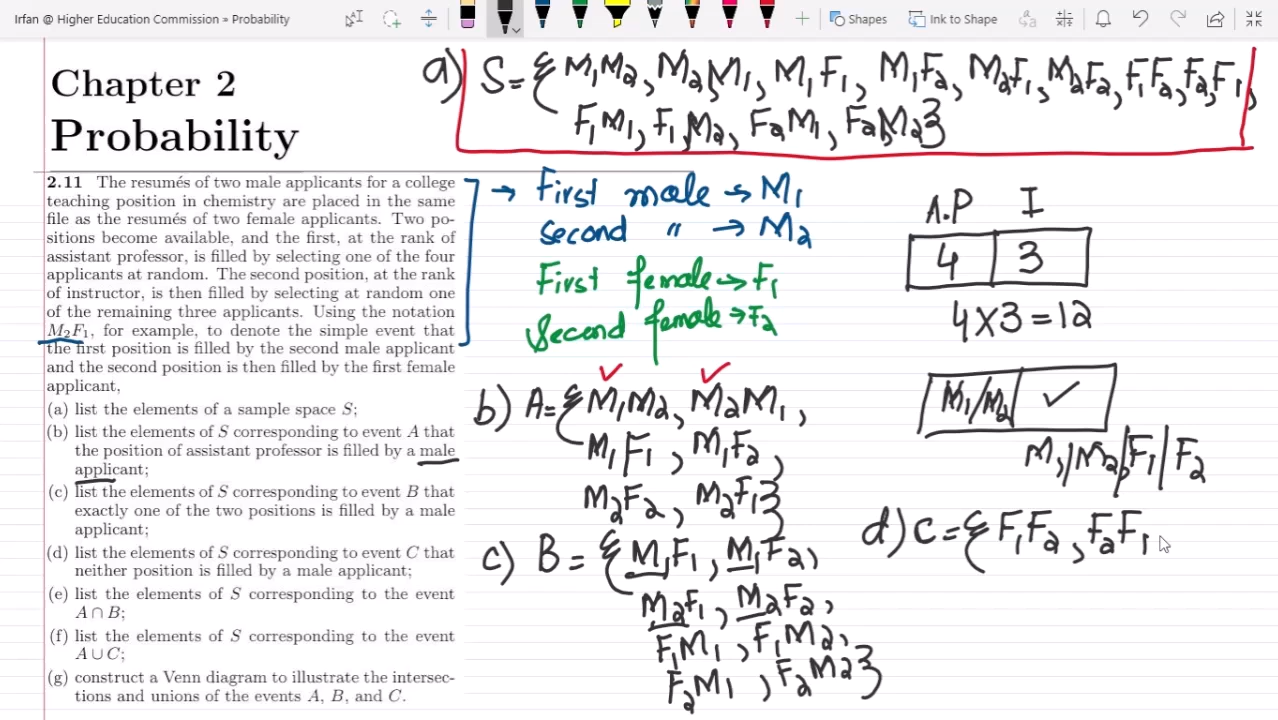 Irfan @ Higher Education Commission » Probability
Shapes
Ink to Shape
Chapter 2
Probability
2.11 The resumés of two male applicants for a college
teaching position in chemistry are placed in the same
file as the resumés of two female applicants. Two po-
sitions become available, and the first, at the rank of
assistant professor, is filled by selecting one of the four
applicants at random. The second position, at the rank
of instructor, is then filled by selecting at random one
of the remaining three applicants. Using the notation
M₂F₁, for example, to denote the simple event that
the first position is filled by the second male applicant
and the second position is then filled by the first female
applicant,
(a) list the elements of a sample space S;
(b) list the elements of S corresponding to event A that
the position of assistant professor is filled by a male
applicant;
(c) list the elements of S corresponding to event B that
exactly one of the two positions is filled by a male
applicant;
(d) list the elements of S corresponding to event C that
neither position is filled by a male applicant;
(e) list the elements of S corresponding to the event
A ∩ B;
(f) list the elements of S corresponding to the event
A ∪ C;
(g) construct a Venn diagram to illustrate the intersec-
tions and unions of the events A, B, and C.
a) S={M₁M₂, M₂M₁, M₁F₁, M₁F₂, M₂F₁, M₂F₂, F₁F₂, F₂F₁,
F₁M₁, F₁M₂, F₂M₁, F₂M₂}
→ First male → M₁
second " → M₂
First female → F₁
Second female → F₂
A.P I
4 3
4X3=12
b) A={M₁M₂, M₂M₁,
M₁F₁, M₁F₂,
M₂F₂, M₂F₁}
M₁/M₂ ✓
M₁/M₂/F₁/F₂
c) B={M₁F₁, M₁F₂,
M₂F₁, M₂F₂,
F₁M₁, F₁M₂,
F₂M₁, F₂M₂}
d) C={F₁F₂, F₂F₁